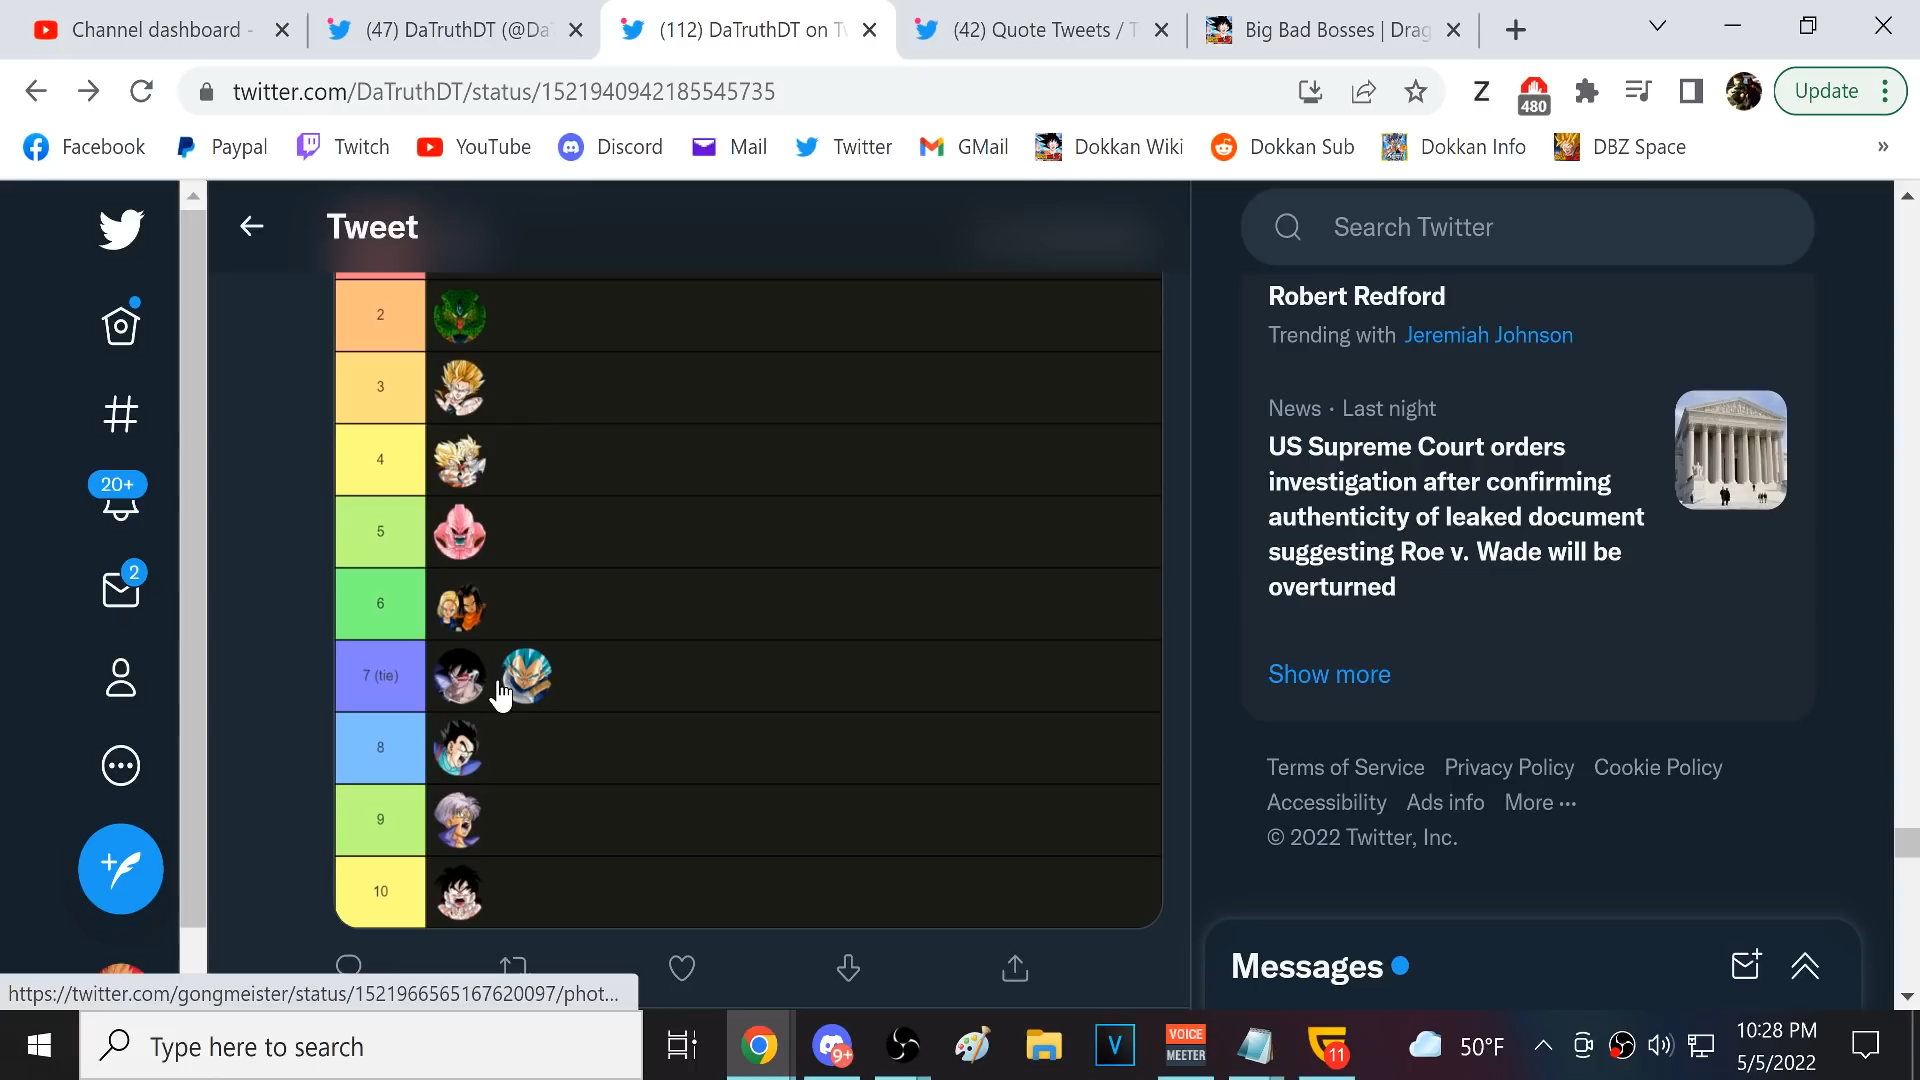 Channel dashboard -
(47) DaTruthDT (@Da
(112) DaTruthDT on Tw
(42) Quote Tweets / T
Big Bad Bosses | Drag
twitter.com/DaTruthDT/status/1521940942185545735
Z
480
Update
Facebook
Paypal
Twitch
YouTube
Discord
Mail
Twitter
GMail
Dokkan Wiki
Dokkan Sub
Dokkan Info
DBZ Space
»
Tweet
Search Twitter
20+
2
2
3
4
5
6
7 (tie)
8
9
10
Robert Redford
Trending with Jeremiah Johnson
News · Last night
US Supreme Court orders
investigation after confirming
authenticity of leaked document
suggesting Roe v. Wade will be
overturned
Show more
Terms of Service Privacy Policy Cookie Policy
Accessibility Ads info More ···
© 2022 Twitter, Inc.
Messages
https://twitter.com/gongmeister/status/1521966565167620097/phot...
Type here to search
9+
V
VOICE
MEETER
11
50°F
10:28 PM
5/5/2022